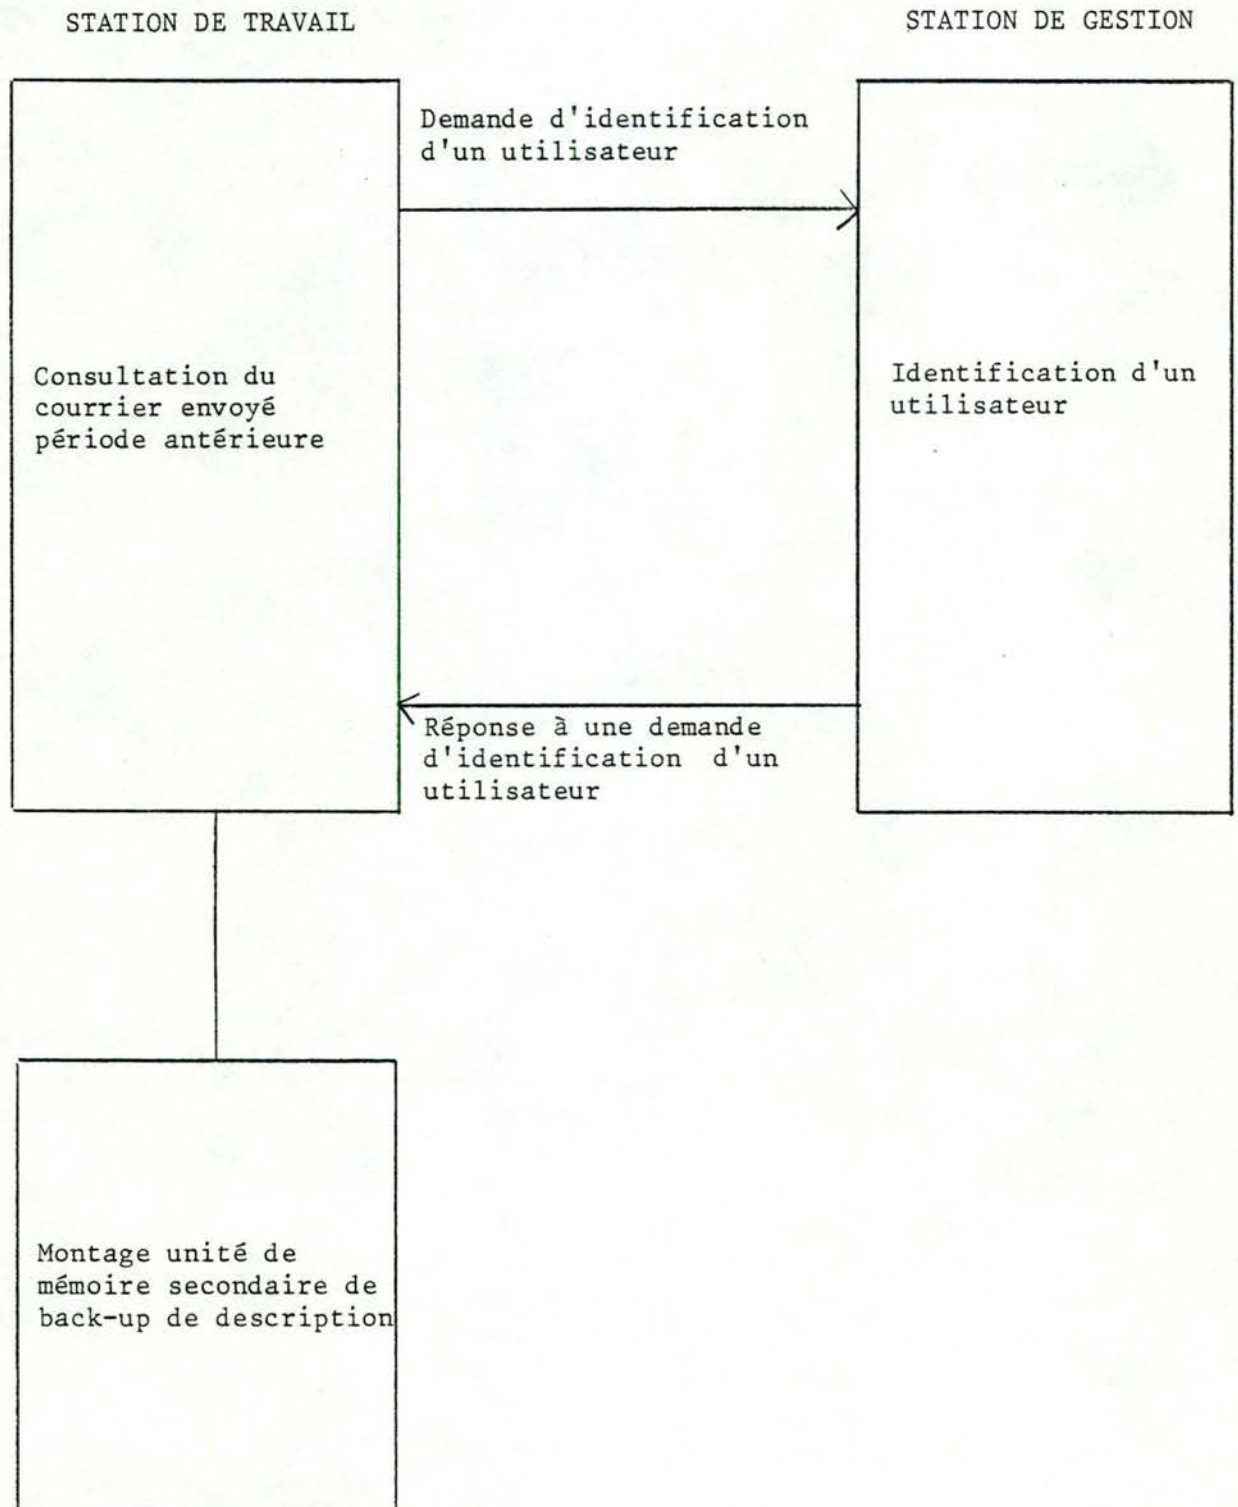 STATION DE TRAVAIL
STATION DE GESTION
Demande d'identification
d'un utilisateur
Consultation du
courrier envoyé
période antérieure
Identification d'un
utilisateur
Réponse à une demande
d'identification d'un
utilisateur
Montage unité de
mémoire secondaire de
back-up de description